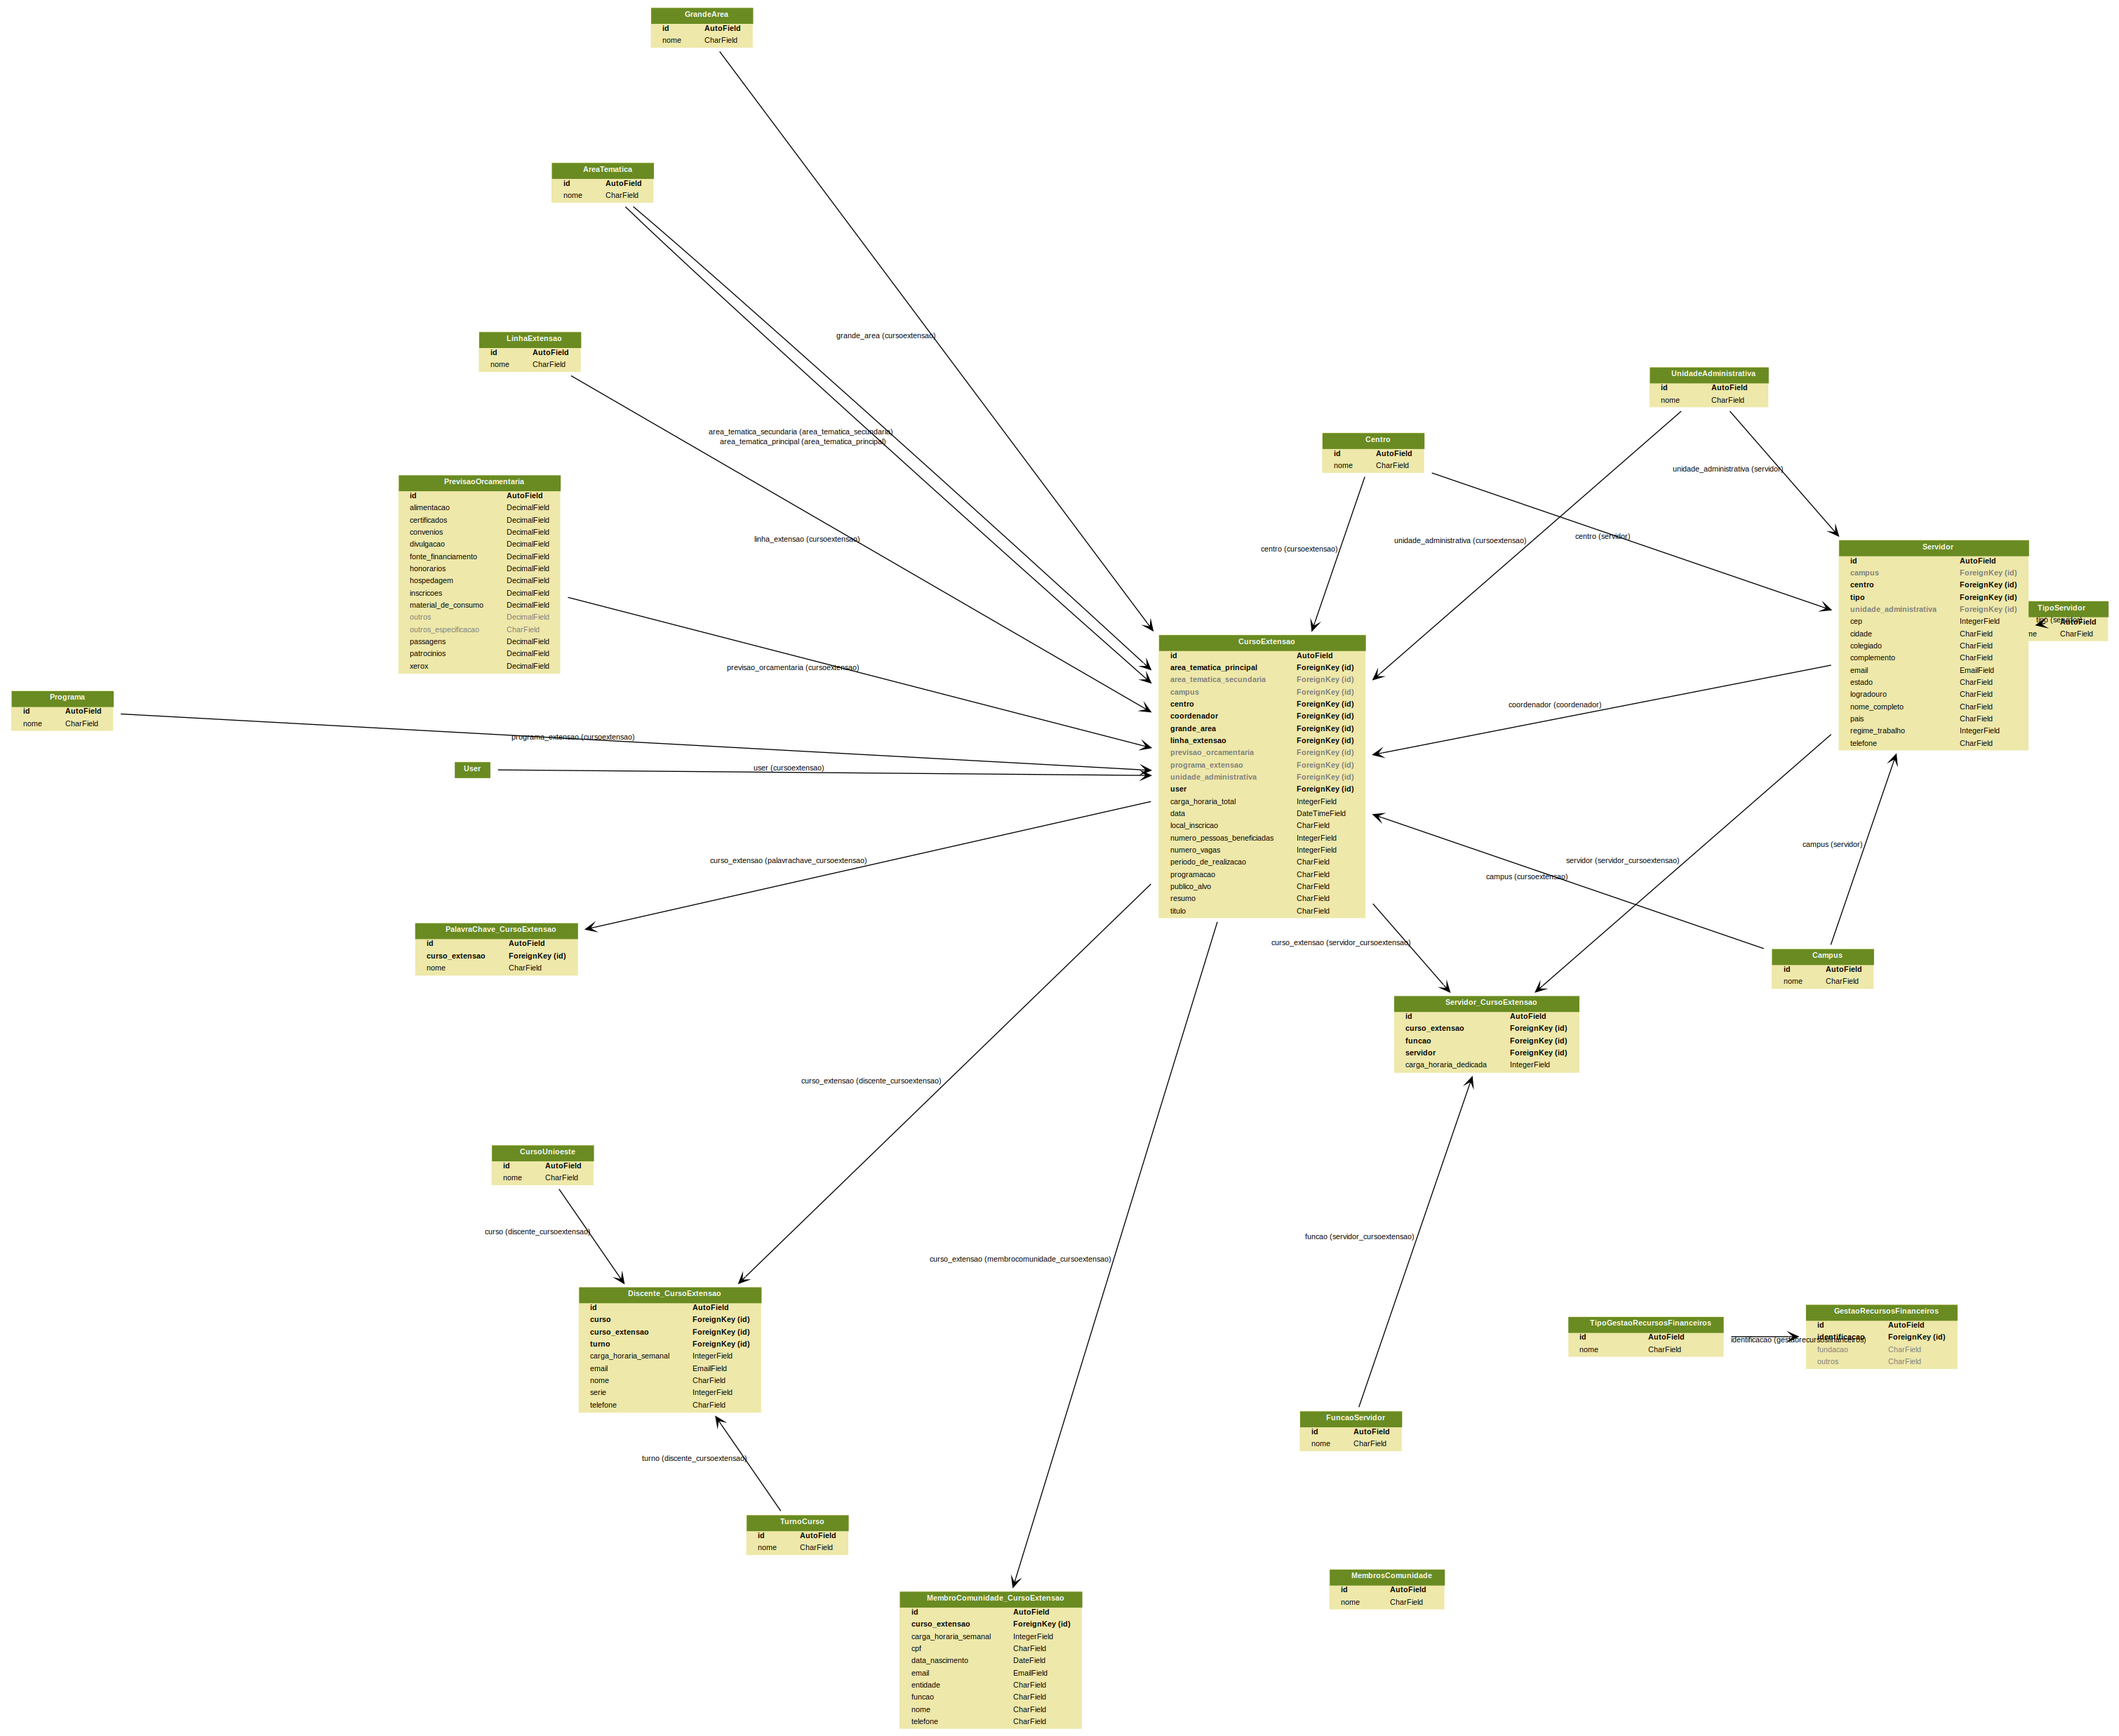 GrandeArea
id AutoField
nome CharField
AreaTematica
id AutoField
nome CharField
grande_area (cursoextensao)
LinhaExtensao
id AutoField
nome CharField
UnidadeAdministrativa
id AutoField
nome CharField
area_tematica_secundaria (area_tematica_secundaria)
area_tematica_principal (area_tematica_principal)
Centro
id AutoField
nome CharField
unidade_administrativa (servidor)
PrevisaoOrcamentaria
id AutoField
alimentacao DecimalField
certificados DecimalField
convenios DecimalField
divulgacao DecimalField
fonte_financiamento DecimalField
honorarios DecimalField
hospedagem DecimalField
inscricoes DecimalField
material_de_consumo DecimalField
outros DecimalField
outros_especificacao CharField
passagens DecimalField
patrocinios DecimalField
xerox DecimalField
linha_extensao (cursoextensao)
centro (cursoextensao)
unidade_administrativa (cursoextensao)
centro (servidor)
Servidor
id AutoField
campus ForeignKey (id)
centro ForeignKey (id)
tipo ForeignKey (id)
unidade_administrativa ForeignKey (id)
cep IntegerField
cidade CharField
colegiado CharField
complemento CharField
email EmailField
estado CharField
logradouro CharField
nome_completo CharField
pais CharField
regime_trabalho IntegerField
telefone CharField
TipoServidor
tipo (servidor)
AutoField
me CharField
CursoExtensao
id AutoField
area_tematica_principal ForeignKey (id)
area_tematica_secundaria ForeignKey (id)
campus ForeignKey (id)
centro ForeignKey (id)
coordenador ForeignKey (id)
grande_area ForeignKey (id)
linha_extensao ForeignKey (id)
previsao_orcamentaria ForeignKey (id)
programa_extensao ForeignKey (id)
unidade_administrativa ForeignKey (id)
user ForeignKey (id)
carga_horaria_total IntegerField
data DateTimeField
local_inscricao CharField
numero_pessoas_beneficiadas IntegerField
numero_vagas IntegerField
periodo_de_realizacao CharField
programacao CharField
publico_alvo CharField
resumo CharField
titulo CharField
previsao_orcamentaria (cursoextensao)
Programa
id AutoField
nome CharField
coordenador (coordenador)
programa_extensao (cursoextensao)
User
user (cursoextensao)
campus (servidor)
curso_extensao (palavrachave_cursoextensao)
servidor (servidor_cursoextensao)
campus (cursoextensao)
PalavraChave_CursoExtensao
id AutoField
curso_extensao ForeignKey (id)
nome CharField
curso_extensao (servidor_cursoextensao)
Campus
id AutoField
nome CharField
Servidor_CursoExtensao
id AutoField
curso_extensao ForeignKey (id)
funcao ForeignKey (id)
servidor ForeignKey (id)
carga_horaria_dedicada IntegerField
curso_extensao (discente_cursoextensao)
CursoUnioeste
id AutoField
nome CharField
curso (discente_cursoextensao)
funcao (servidor_cursoextensao)
curso_extensao (membrocomunidade_cursoextensao)
Discente_CursoExtensao
id AutoField
curso ForeignKey (id)
curso_extensao ForeignKey (id)
turno ForeignKey (id)
carga_horaria_semanal IntegerField
email EmailField
nome CharField
serie IntegerField
telefone CharField
TipoGestaoRecursosFinanceiros
id AutoField
nome CharField
identificacao (gestaorecursosfinanceiros)
GestaoRecursosFinanceiros
id AutoField
identificacao ForeignKey (id)
fundacao CharField
outros CharField
FuncaoServidor
id AutoField
nome CharField
turno (discente_cursoextensao)
TurnoCurso
id AutoField
nome CharField
MembrosComunidade
id AutoField
nome CharField
MembroComunidade_CursoExtensao
id AutoField
curso_extensao ForeignKey (id)
carga_horaria_semanal IntegerField
cpf CharField
data_nascimento DateField
email EmailField
entidade CharField
funcao CharField
nome CharField
telefone CharField